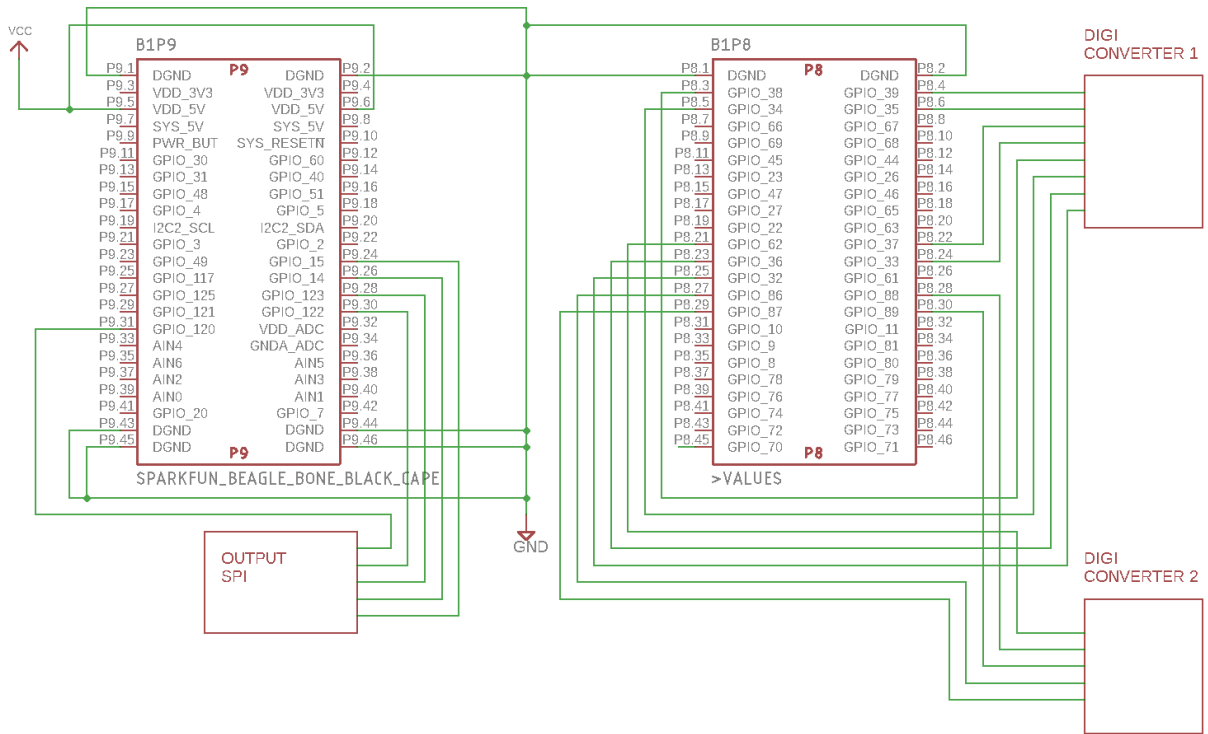 VCC
B1P9
P9
P9.1 DGND DGND P9.2
P9.3 VDD_3V3 VDD_3V3 P9.4
P9.5 VDD_5V VDD_5V P9.6
P9.7 SYS_5V SYS_5V P9.8
P9.9 PWR_BUT SYS_RESETN P9.10
P9.11 GPIO_30 GPIO_60 P9.12
P9.13 GPIO_31 GPIO_40 P9.14
P9.15 GPIO_48 GPIO_51 P9.16
P9.17 GPIO_4 GPIO_5 P9.18
P9.19 I2C2_SCL I2C2_SDA P9.20
P9.21 GPIO_3 GPIO_2 P9.22
P9.23 GPIO_49 GPIO_15 P9.24
P9.25 GPIO_117 GPIO_14 P9.26
P9.27 GPIO_125 GPIO_123 P9.28
P9.29 GPIO_121 GPIO_122 P9.30
P9.31 GPIO_120 VDD_ADC P9.32
P9.33 AIN4 GNDA_ADC P9.34
P9.35 AIN6 AIN5 P9.36
P9.37 AIN2 AIN3 P9.38
P9.39 AIN0 AIN1 P9.40
P9.41 GPIO_20 GPIO_7 P9.42
P9.43 DGND DGND P9.44
P9.45 DGND DGND P9.46
P9
SPARKFUN_BEAGLE_BONE_BLACK_CAPE
OUTPUT
SPI
GND
B1P8
P8
P8.1 DGND DGND P8.2
P8.3 GPIO_38 GPIO_39 P8.4
P8.5 GPIO_34 GPIO_35 P8.6
P8.7 GPIO_66 GPIO_67 P8.8
P8.9 GPIO_69 GPIO_68 P8.10
P8.11 GPIO_45 GPIO_44 P8.12
P8.13 GPIO_23 GPIO_26 P8.14
P8.15 GPIO_47 GPIO_46 P8.16
P8.17 GPIO_27 GPIO_65 P8.18
P8.19 GPIO_22 GPIO_63 P8.20
P8.21 GPIO_62 GPIO_37 P8.22
P8.23 GPIO_36 GPIO_33 P8.24
P8.25 GPIO_32 GPIO_61 P8.26
P8.27 GPIO_86 GPIO_88 P8.28
P8.29 GPIO_87 GPIO_89 P8.30
P8.31 GPIO_10 GPIO_11 P8.32
P8.33 GPIO_9 GPIO_81 P8.34
P8.35 GPIO_8 GPIO_80 P8.36
P8.37 GPIO_78 GPIO_79 P8.38
P8.39 GPIO_76 GPIO_77 P8.40
P8.41 GPIO_74 GPIO_75 P8.42
P8.43 GPIO_72 GPIO_73 P8.44
P8.45 GPIO_70 GPIO_71 P8.46
P8
>VALUES
DIGI
CONVERTER 1
DIGI
CONVERTER 2